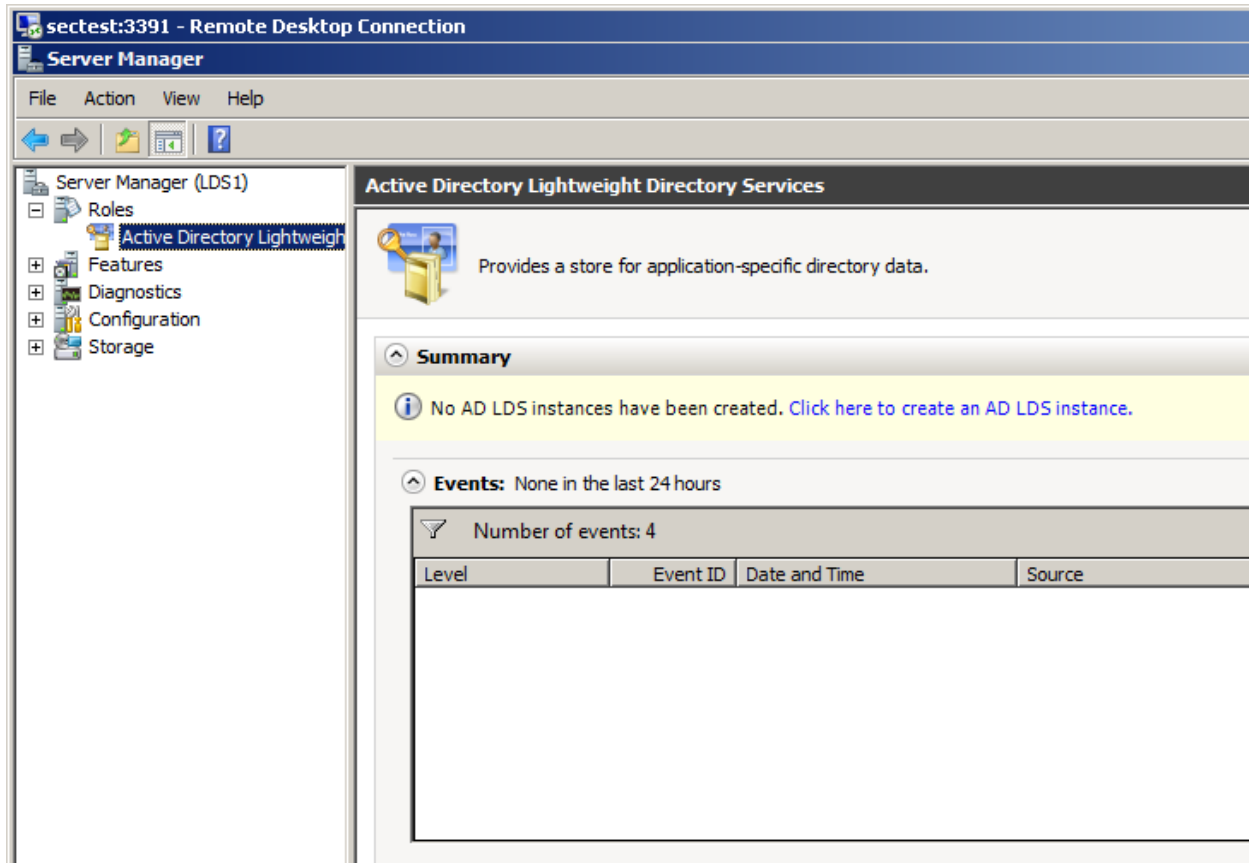 sectest:3391 - Remote Desktop Connection
Server Manager
File Action View Help
Server Manager (LDS1)
Roles
Active Directory Lightweigh
Features
Diagnostics
Configuration
Storage
Active Directory Lightweight Directory Services
Provides a store for application-specific directory data.
Summary
No AD LDS instances have been created. Click here to create an AD LDS instance.
Events: None in the last 24 hours
Number of events: 4
Level Event ID Date and Time Source